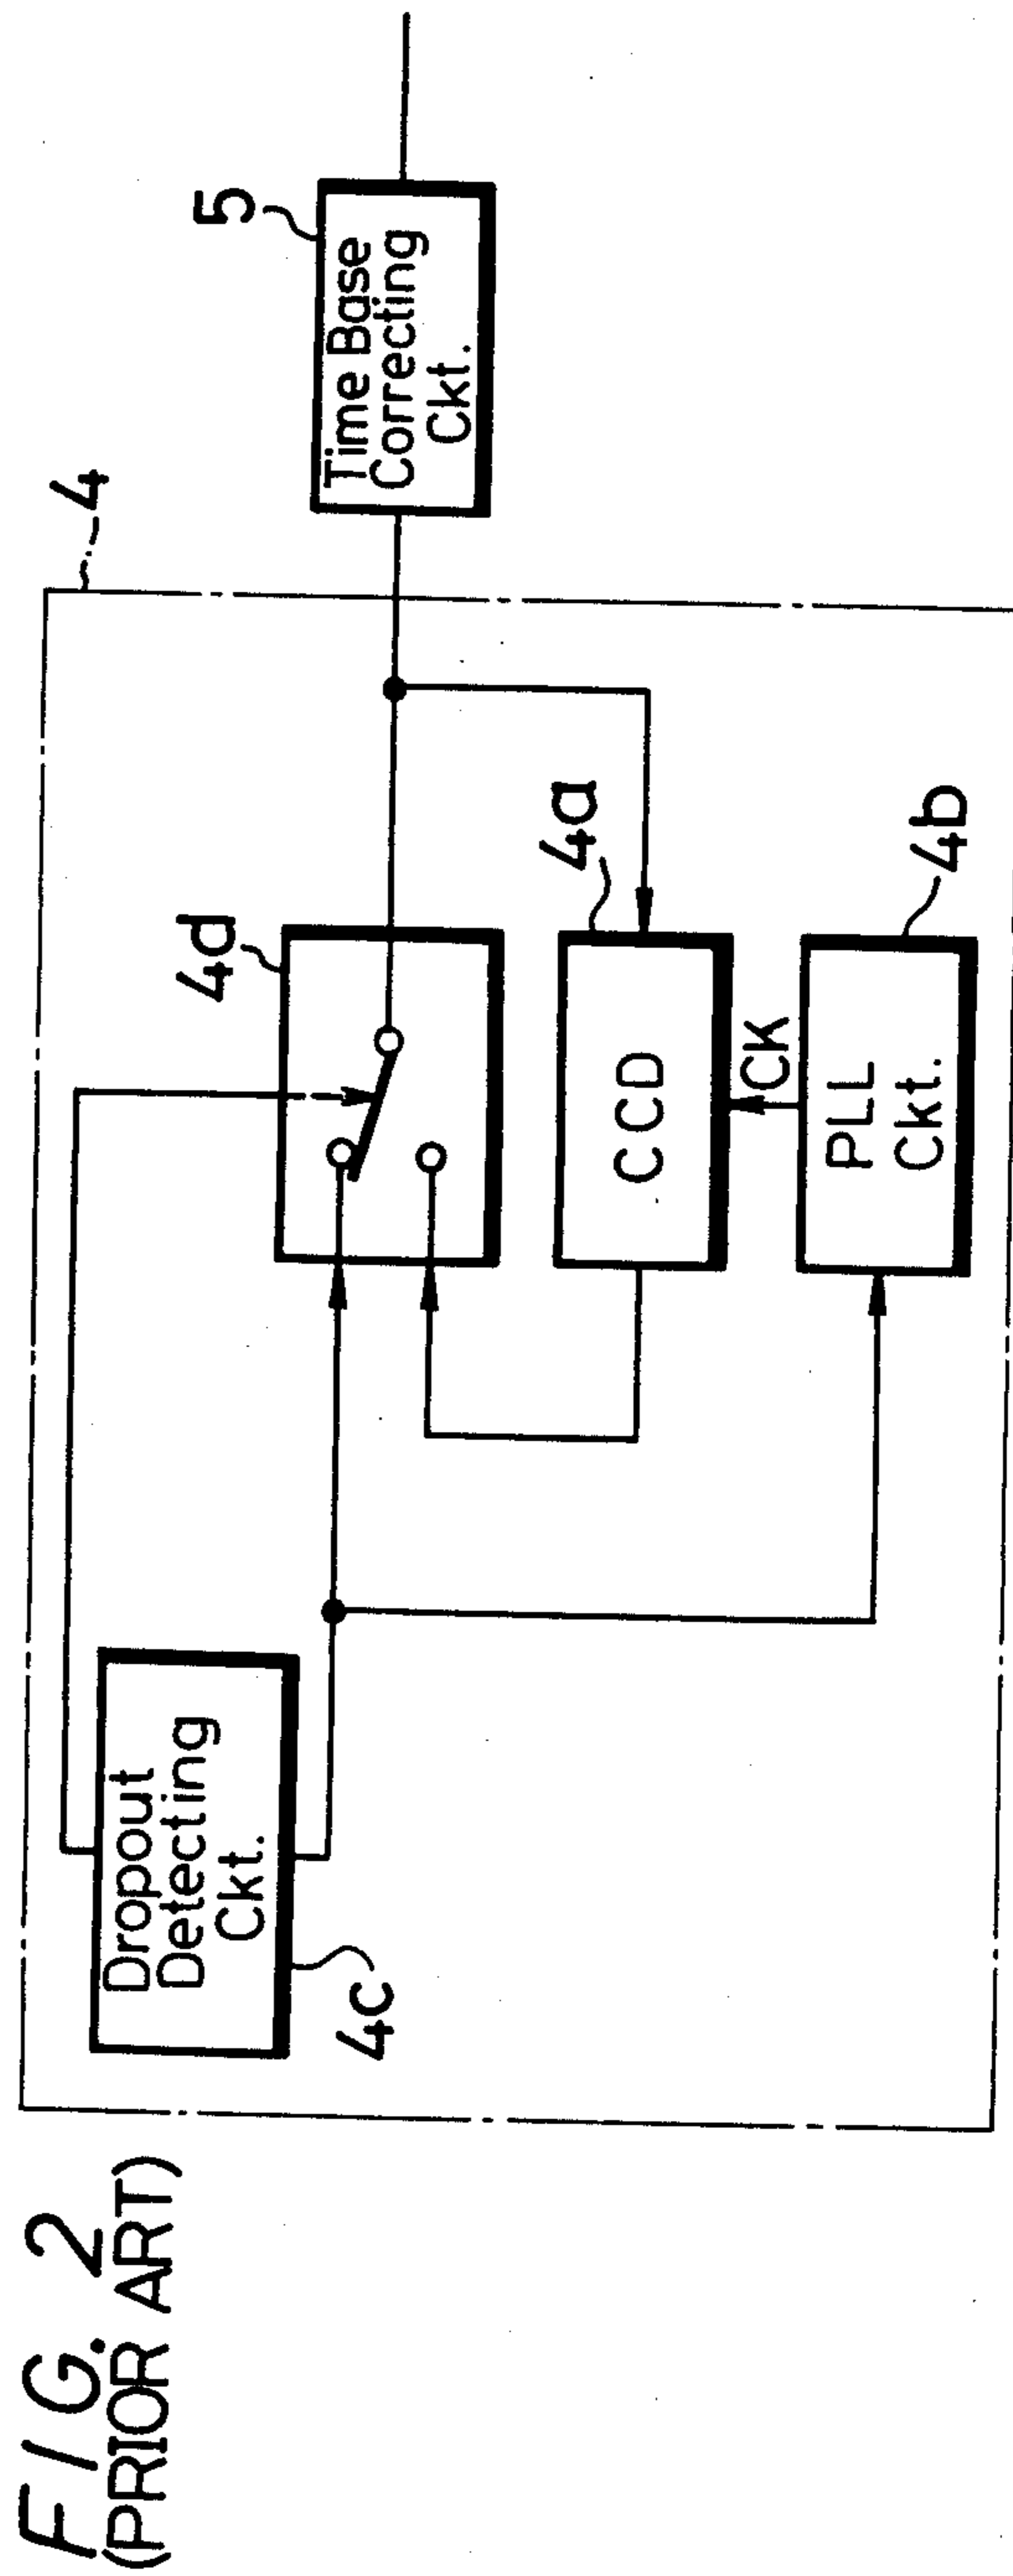 FIG. 2
(PRIOR ART)
4
Dropout
Detecting
Ckt.
4c
4d
4a
CCD
CK
PLL
Ckt.
4b
5
Time Base
Correcting
Ckt.